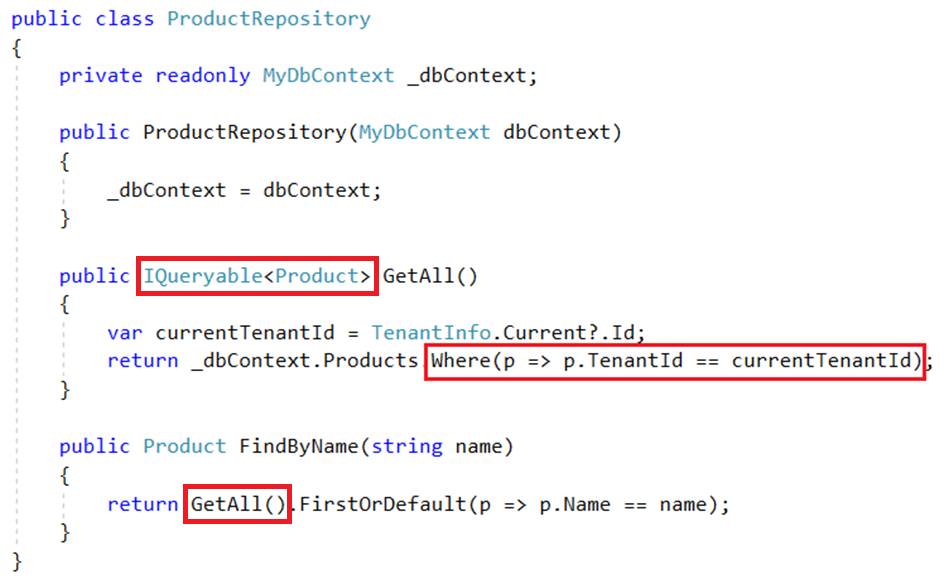 public class ProductRepository
{
    private readonly MyDbContext _dbContext;

    public ProductRepository(MyDbContext dbContext)
    {
        _dbContext = dbContext;
    }

    public IQueryable<Product> GetAll()
    {
        var currentTenantId = TenantInfo.Current?.Id;
        return _dbContext.Products.Where(p => p.TenantId == currentTenantId);
    }

    public Product FindByName(string name)
    {
        return GetAll().FirstOrDefault(p => p.Name == name);
    }
}